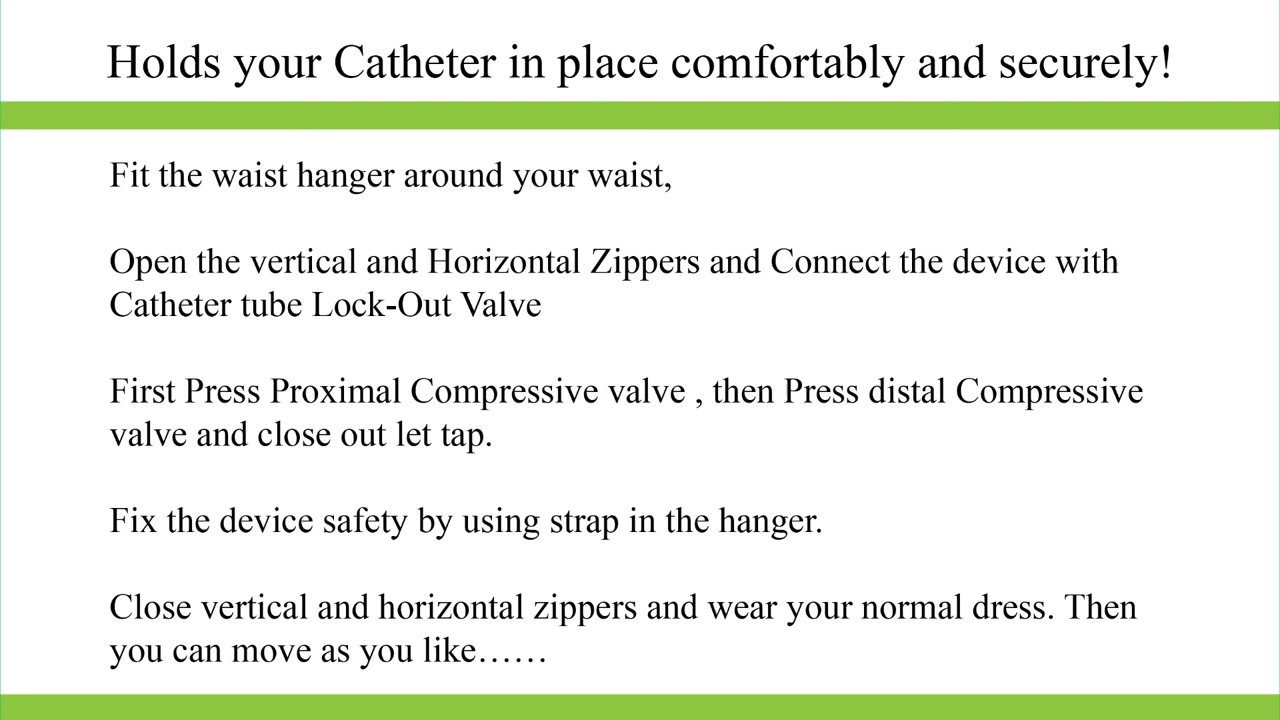 Holds your Catheter in place comfortably and securely!
Fit the waist hanger around your waist,
Open the vertical and Horizontal Zippers and Connect the device with
Catheter tube Lock-Out Valve
First Press Proximal Compressive valve , then Press distal Compressive
valve and close out let tap.
Fix the device safety by using strap in the hanger.
Close vertical and horizontal zippers and wear your normal dress. Then
you can move as you like……